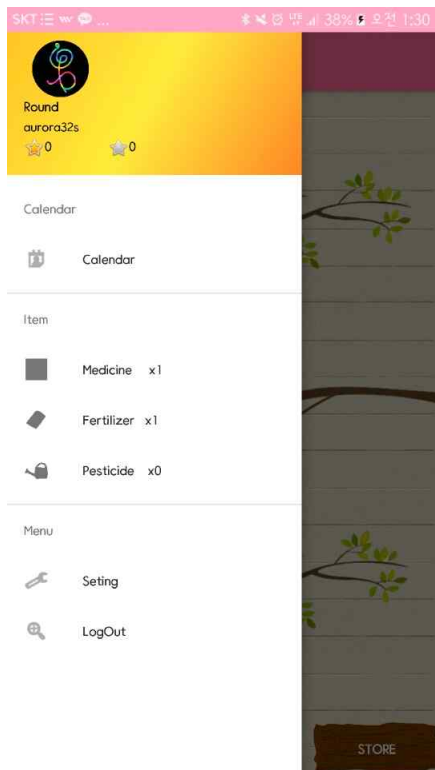 SKT ... LTE 38% 오전 1:30
Round
aurora32s
0 0
Calendar
Calendar
Item
Medicine x1
Fertilizer x1
Pesticide x0
Menu
Seting
LogOut
STORE